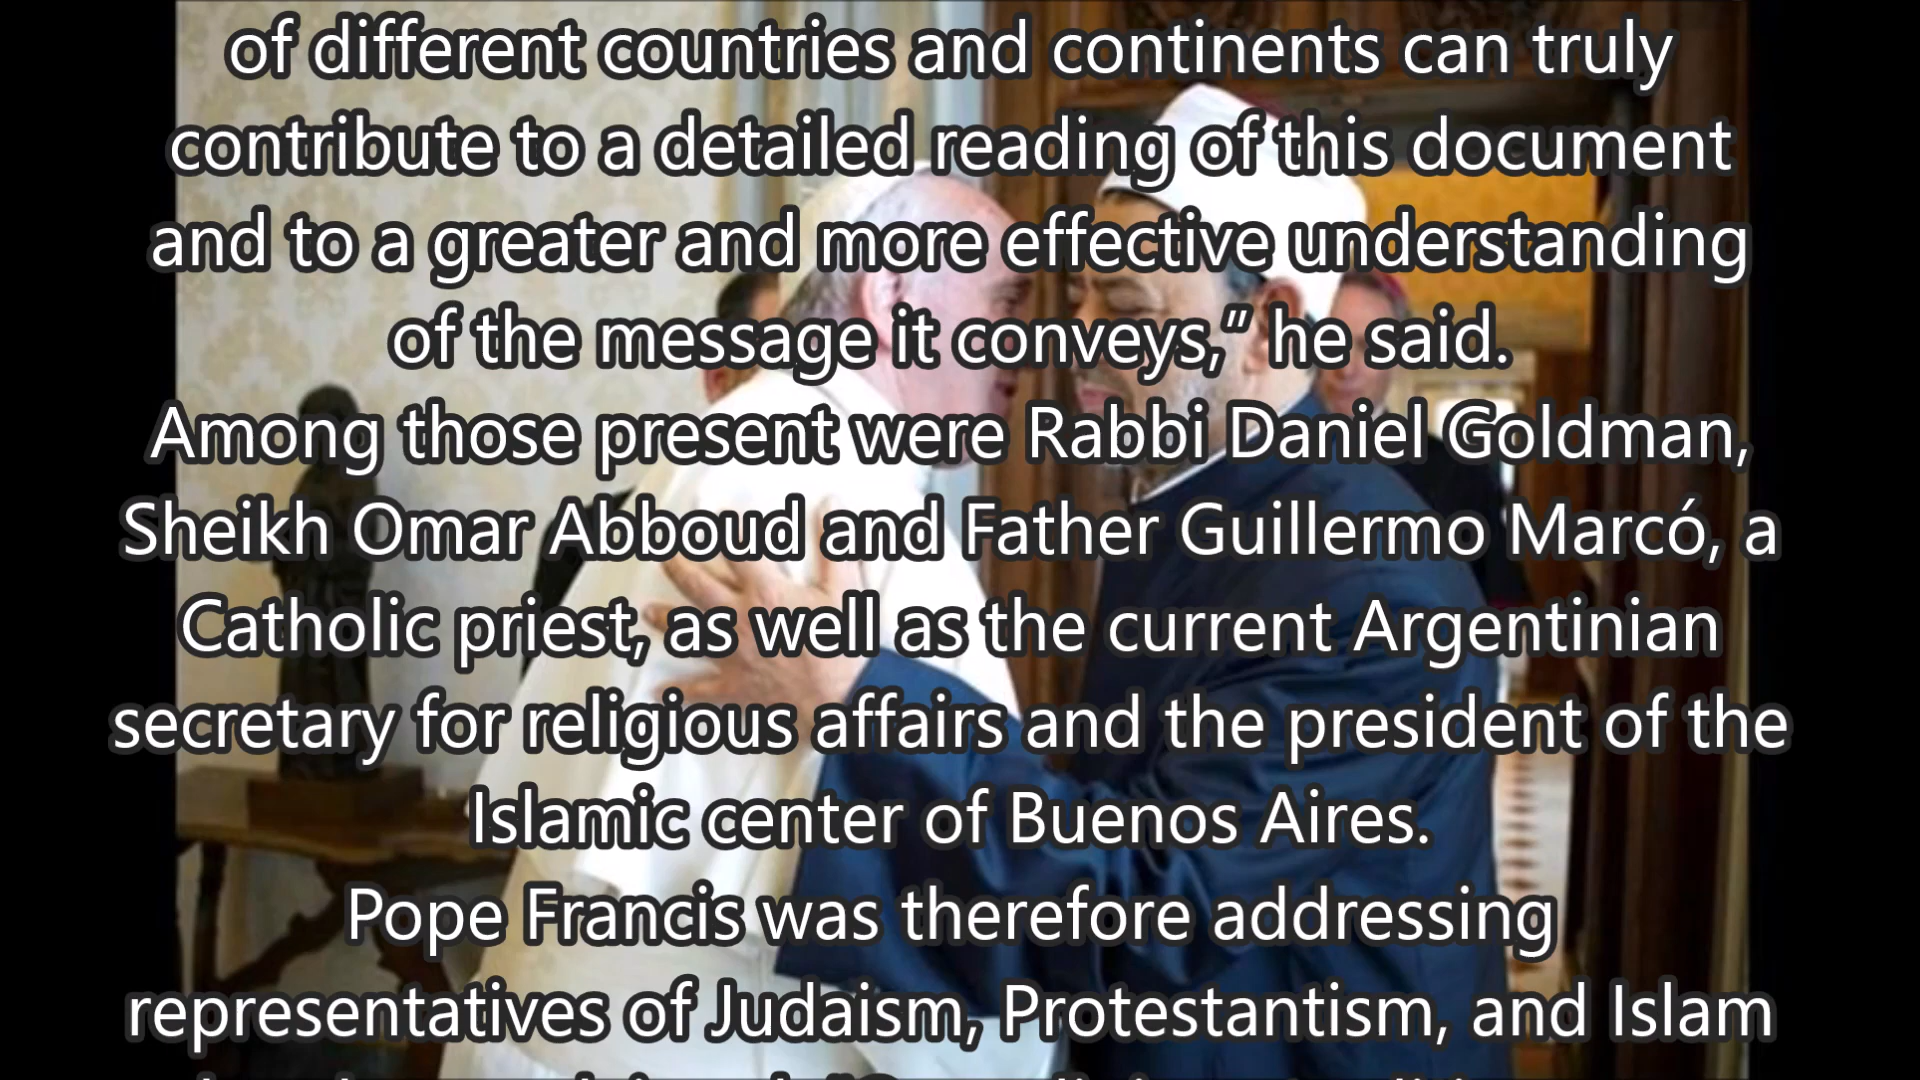 of different countries and continents can truly
contribute to a detailed reading of this document
and to a greater and more effective understanding
of the message it conveys,” he said.
Among those present were Rabbi Daniel Goldman,
Sheikh Omar Abboud and Father Guillermo Marcó, a
Catholic priest, as well as the current Argentinian
secretary for religious affairs and the president of the
Islamic center of Buenos Aires.
Pope Francis was therefore addressing
representatives of Judaism, Protestantism, and Islam